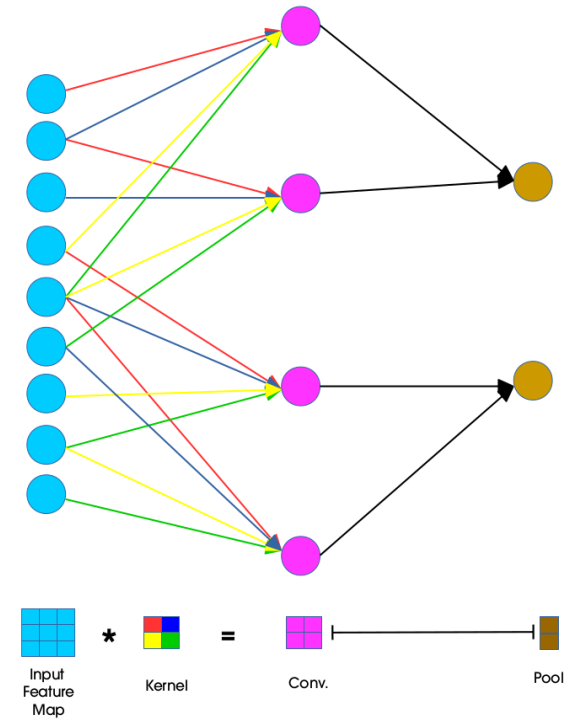 * =
Input
Feature
Map
Kernel
Conv.
Pool